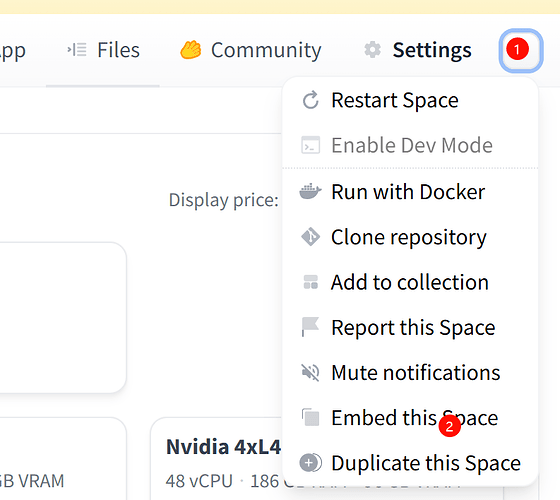 App
Files
Community
Settings
1
Restart Space
Enable Dev Mode
Display price:
Run with Docker
Clone repository
Add to collection
Report this Space
Mute notifications
Embed this Space
2
Nvidia 4xL4
Duplicate this Space
GB VRAM
48 vCPU · 186